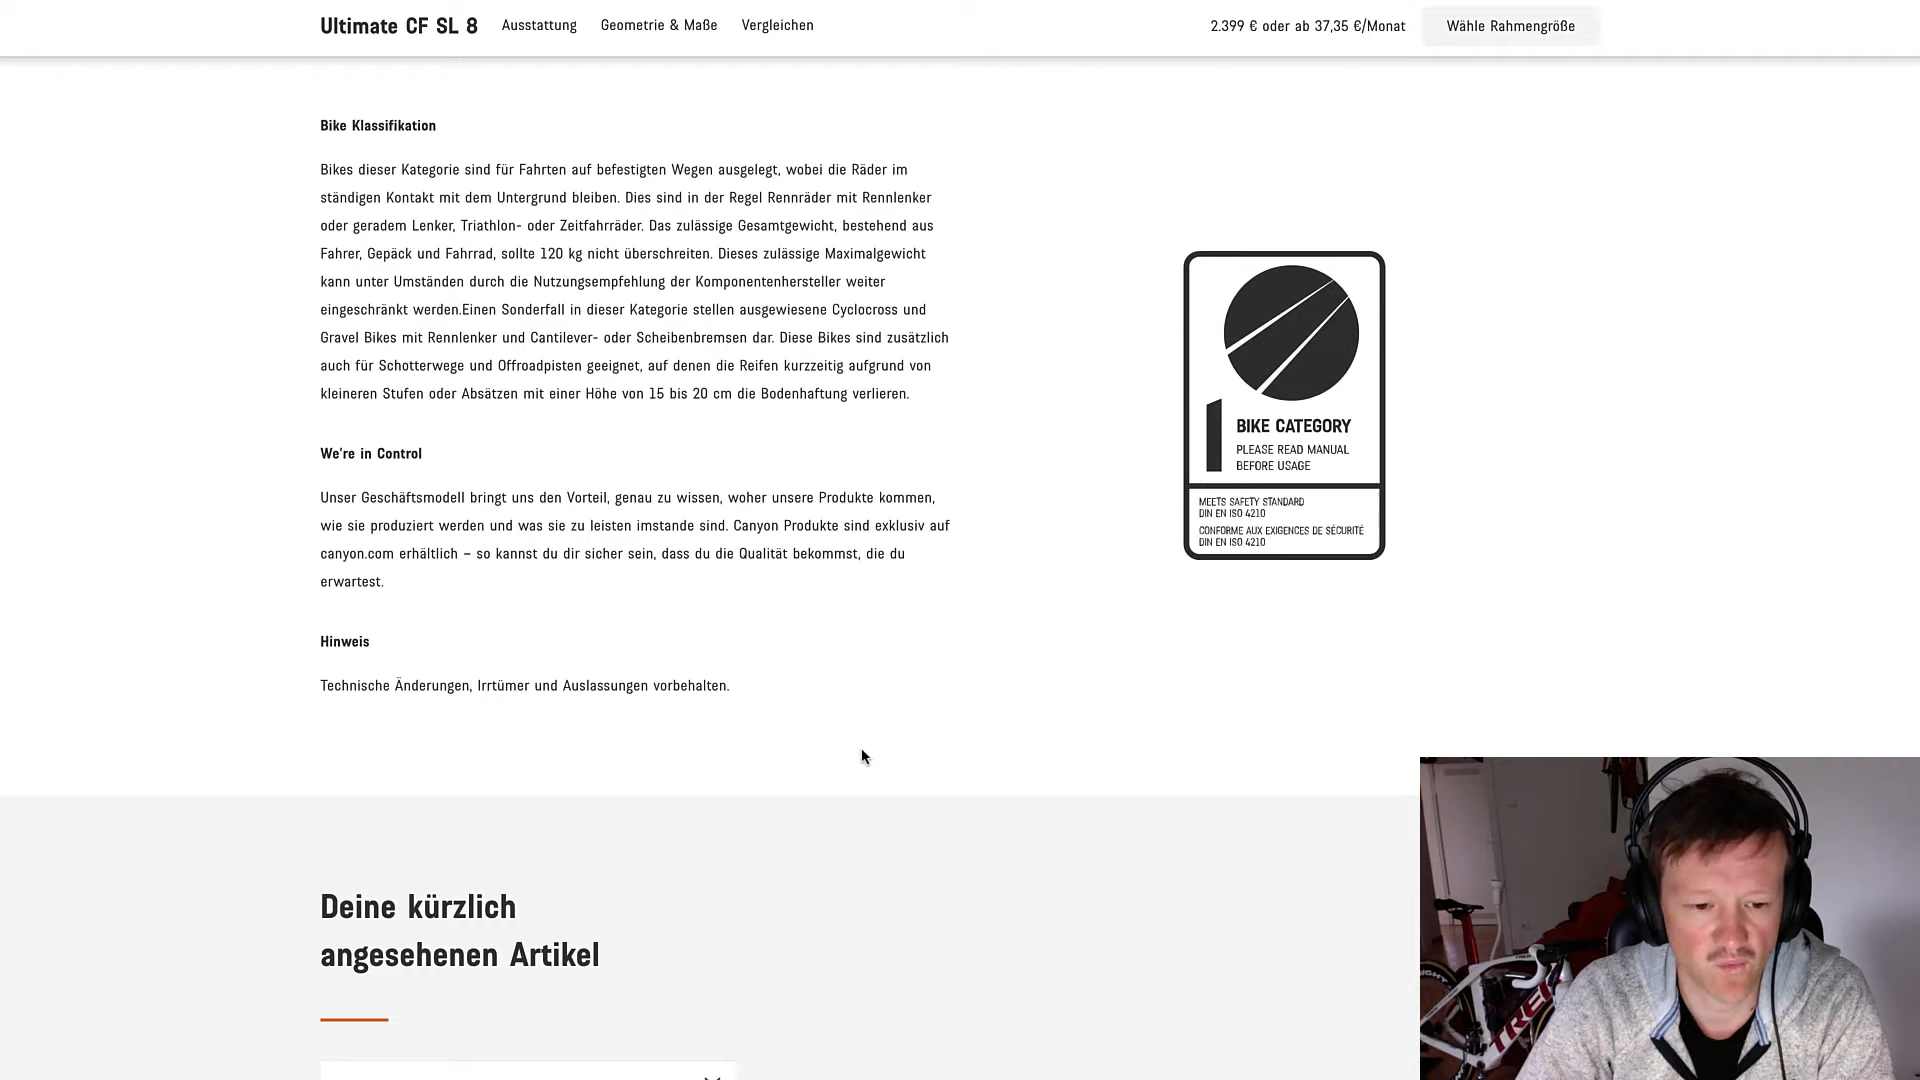 Ultimate CF SL 8 Ausstattung Geometrie & Maße Vergleichen 2.399 € oder ab 37,35 €/Monat Wähle Rahmengröße
Bike Klassifikation
Bikes dieser Kategorie sind für Fahrten auf befestigten Wegen ausgelegt, wobei die Räder im
ständigen Kontakt mit dem Untergrund bleiben. Dies sind in der Regel Rennräder mit Rennlenker
oder geradem Lenker, Triathlon- oder Zeitfahrräder. Das zulässige Gesamtgewicht, bestehend aus
Fahrer, Gepäck und Fahrrad, sollte 120 kg nicht überschreiten. Dieses zulässige Maximalgewicht
kann unter Umständen durch die Nutzungsempfehlung der Komponentenhersteller weiter
eingeschränkt werden.Einen Sonderfall in dieser Kategorie stellen ausgewiesene Cyclocross und
Gravel Bikes mit Rennlenker und Cantilever- oder Scheibenbremsen dar. Diese Bikes sind zusätzlich
auch für Schotterwege und Offroadpisten geeignet, auf denen die Reifen kurzzeitig aufgrund von
kleineren Stufen oder Absätzen mit einer Höhe von 15 bis 20 cm die Bodenhaftung verlieren.
We're in Control
Unser Geschäftsmodell bringt uns den Vorteil, genau zu wissen, woher unsere Produkte kommen,
wie sie produziert werden und was sie zu leisten imstande sind. Canyon Produkte sind exklusiv auf
canyon.com erhältlich – so kannst du dir sicher sein, dass du die Qualität bekommst, die du
erwartest.
Hinweis
Technische Änderungen, Irrtümer und Auslassungen vorbehalten.
1 BIKE CATEGORY
PLEASE READ MANUAL
BEFORE USAGE
MEETS SAFETY STANDARD
DIN EN ISO 4210
CONFORME AUX EXIGENCES DE SÉCURITÉ
DIN EN ISO 4210
Deine kürzlich
angesehenen Artikel
TREK